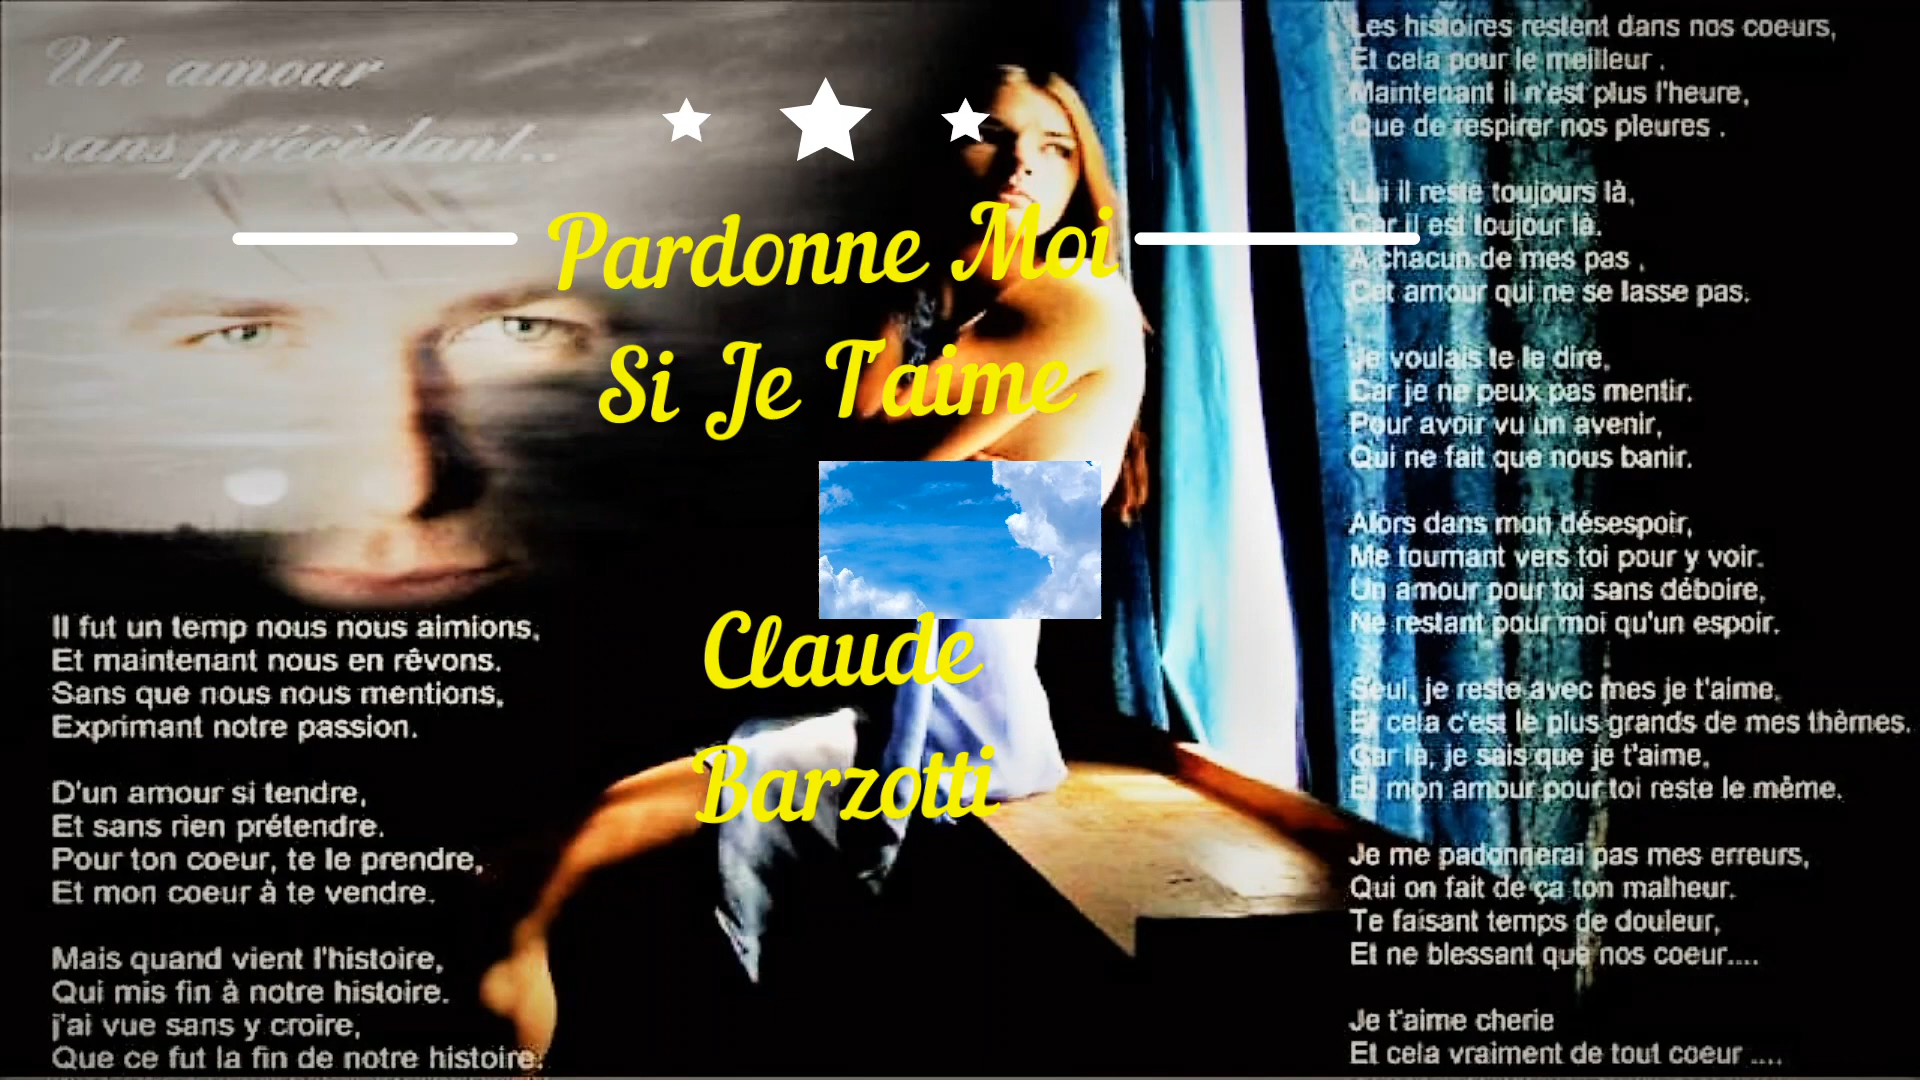 Un amour
sans précèdant..
Pardonne Moi
Si Je T'aime
Claude
Barzotti
Il fut un temp nous nous aimions,
Et maintenant nous en rêvons.
Sans que nous nous mentions,
Exprimant notre passion.
D'un amour si tendre,
Et sans rien prétendre.
Pour ton coeur, te le prendre,
Et mon coeur à te vendre.
Mais quand vient l'histoire,
Qui mis fin à notre histoire.
j'ai vue sans y croire,
Que ce fut la fin de notre histoire.
Les histoires restent dans nos coeurs,
Et cela pour le meilleur .
Maintenant il n'est plus l'heure,
Que de respirer nos pleures .
Lui il reste toujours là,
Car il est toujour là.
A chacun de mes pas ,
Cet amour qui ne se lasse pas.
Je voulais te le dire,
Car je ne peux pas mentir.
Pour avoir vu un avenir,
Qui ne fait que nous banir.
Alors dans mon désespoir,
Me tournant vers toi pour y voir.
Un amour pour toi sans déboire,
Ne restant pour moi qu'un espoir.
Seul, je reste avec mes je t'aime,
Et cela c'est le plus grands de mes thèmes.
Car là, je sais que je t'aime,
Et mon amour pour toi reste le même.
Je me padonnerai pas mes erreurs,
Qui on fait de ça ton malheur.
Te faisant temps de douleur,
Et ne blessant que nos coeur....
Je t'aime cherie
Et cela vraiment de tout coeur ....